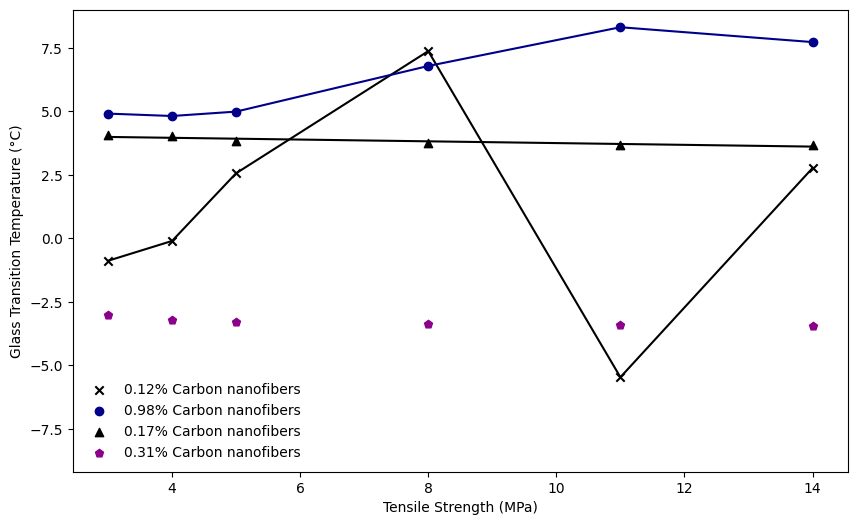 7.5
5.0
2.5
0.0
−2.5
−5.0
−7.5
Glass Transition Temperature (°C)
0.12% Carbon nanofibers
0.98% Carbon nanofibers
0.17% Carbon nanofibers
0.31% Carbon nanofibers
4 6 8 10 12 14
Tensile Strength (MPa)